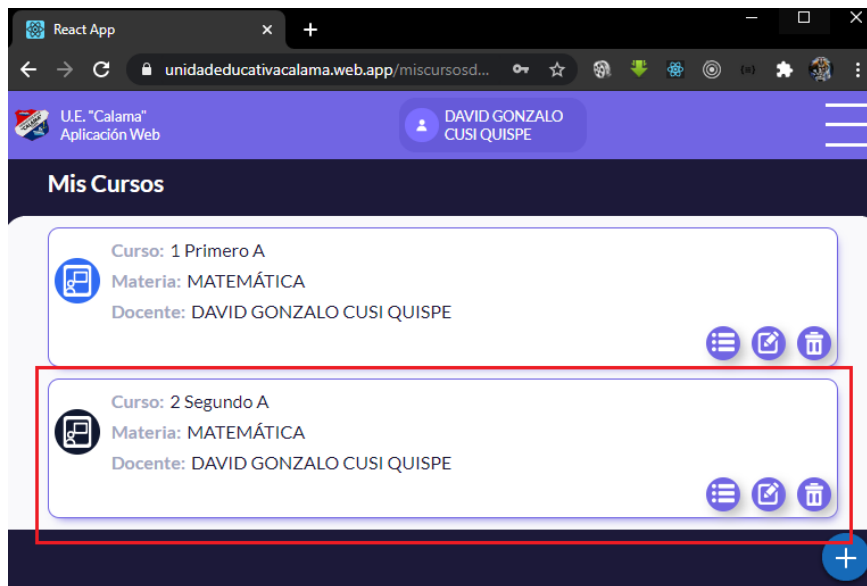 React App
unidadeducativacalama.web.app/miscursosd...
U.E. "Calama"
Aplicación Web
DAVID GONZALO
CUSI QUISPE
Mis Cursos
Curso: 1 Primero A
Materia: MATEMÁTICA
Docente: DAVID GONZALO CUSI QUISPE
Curso: 2 Segundo A
Materia: MATEMÁTICA
Docente: DAVID GONZALO CUSI QUISPE